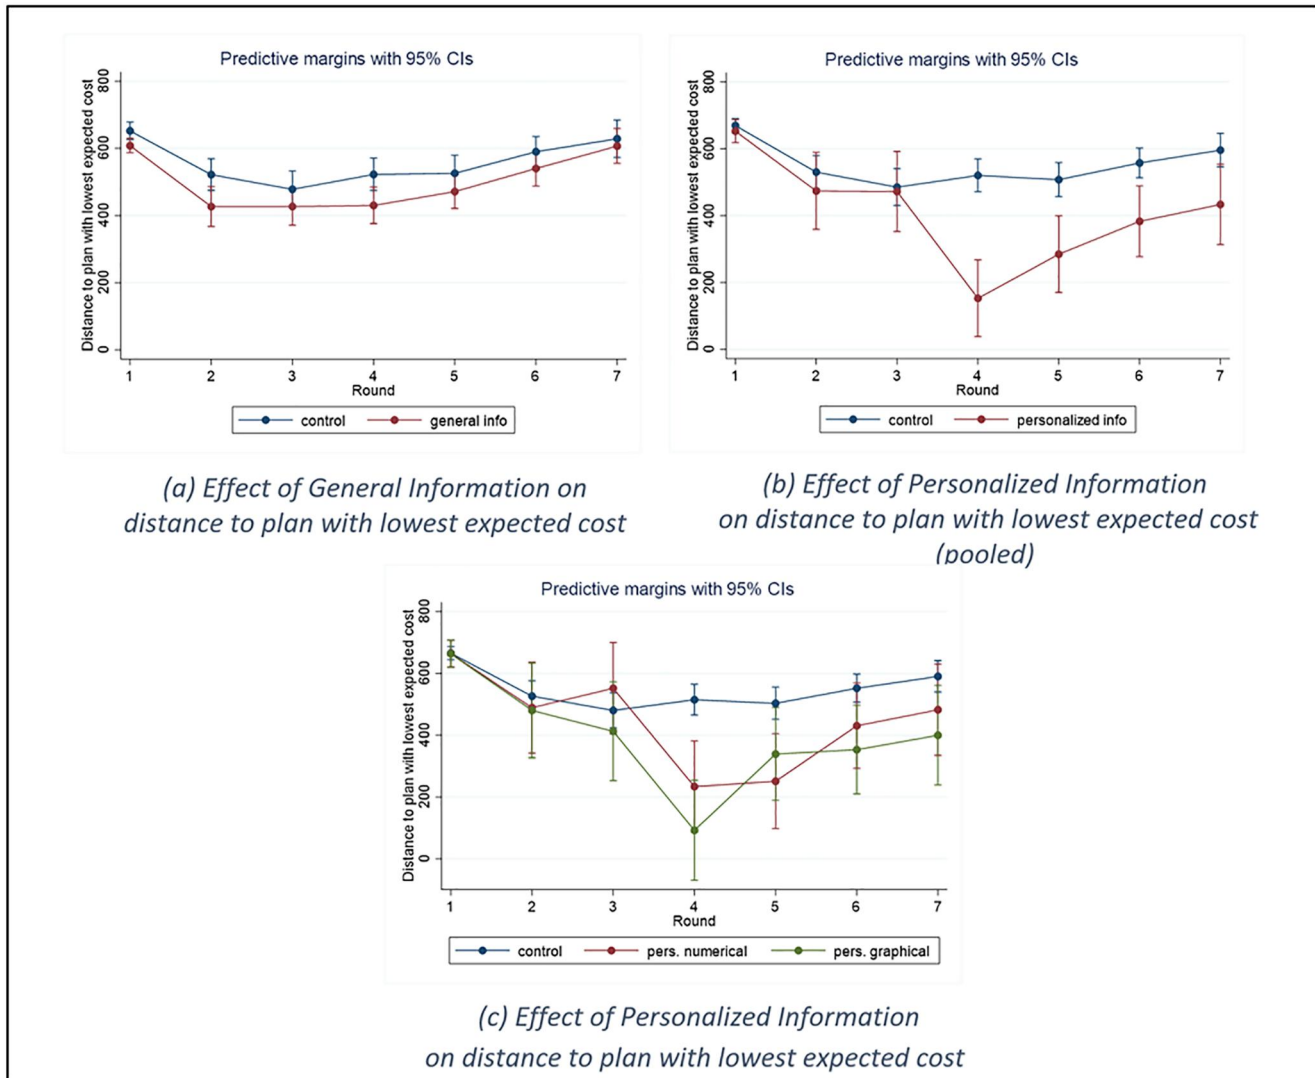 Predictive margins with 95% CIs
Distance to plan with lowest expected cost
800
600
400
200
0
1 2 3 4 5 6 7
Round
control general info
(a) Effect of General Information on
distance to plan with lowest expected cost
Predictive margins with 95% CIs
Distance to plan with lowest expected cost
800
600
400
200
0
1 2 3 4 5 6 7
Round
control personalized info
(b) Effect of Personalized Information
on distance to plan with lowest expected cost
(pooled)
Predictive margins with 95% CIs
Distance to plan with lowest expected cost
800
600
400
200
0
1 2 3 4 5 6 7
Round
control pers. numerical pers. graphical
(c) Effect of Personalized Information
on distance to plan with lowest expected cost